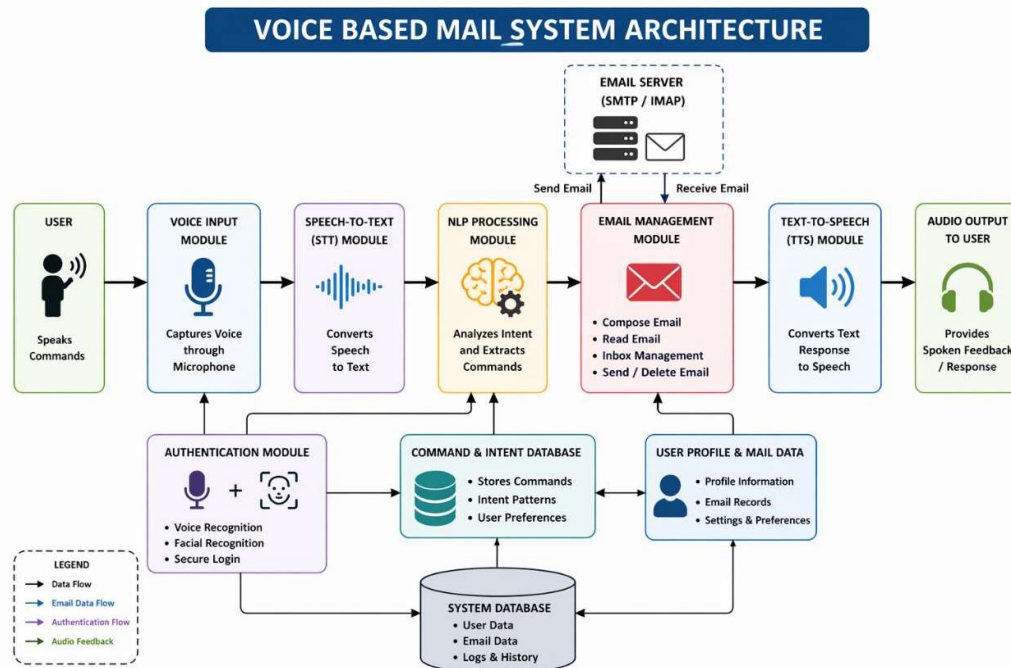 VOICE BASED MAIL SYSTEM ARCHITECTURE
EMAIL SERVER
(SMTP / IMAP)
Send Email
Receive Email
USER
Speaks
Commands
VOICE INPUT
MODULE
Captures Voice
through
Microphone
SPEECH-TO-TEXT
(STT) MODULE
Converts
Speech
to Text
NLP PROCESSING
MODULE
Analyzes Intent
and Extracts
Commands
EMAIL MANAGEMENT
MODULE
• Compose Email
• Read Email
• Inbox Management
• Send / Delete Email
TEXT-TO-SPEECH
(TTS) MODULE
Converts Text
Response
to Speech
AUDIO OUTPUT
TO USER
Provides
Spoken Feedback
/ Response
AUTHENTICATION MODULE
+
• Voice Recognition
• Facial Recognition
• Secure Login
COMMAND & INTENT DATABASE
• Stores Commands
• Intent Patterns
• User Preferences
USER PROFILE & MAIL DATA
• Profile Information
• Email Records
• Settings & Preferences
LEGEND
Data Flow
Email Data Flow
Authentication Flow
Audio Feedback
SYSTEM DATABASE
• User Data
• Email Data
• Logs & History